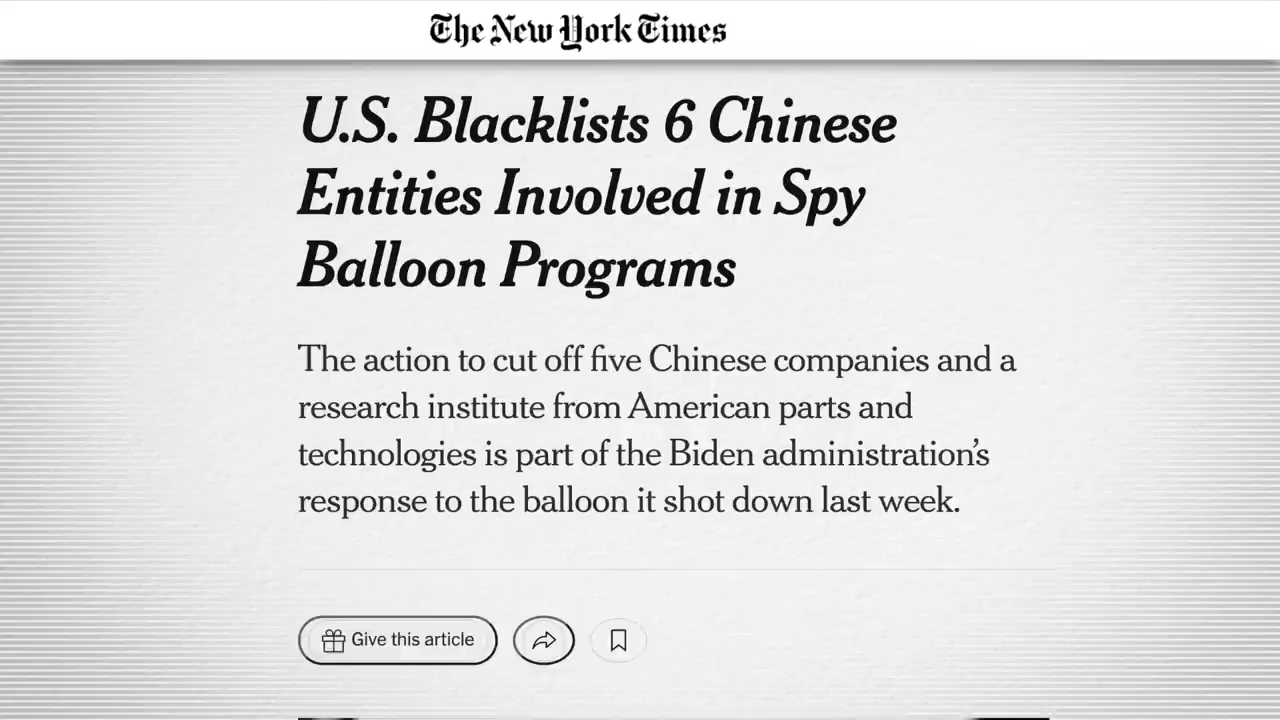 The New York Times
U.S. Blacklists 6 Chinese
Entities Involved in Spy
Balloon Programs
The action to cut off five Chinese companies and a
research institute from American parts and
technologies is part of the Biden administration’s
response to the balloon it shot down last week.
Give this article